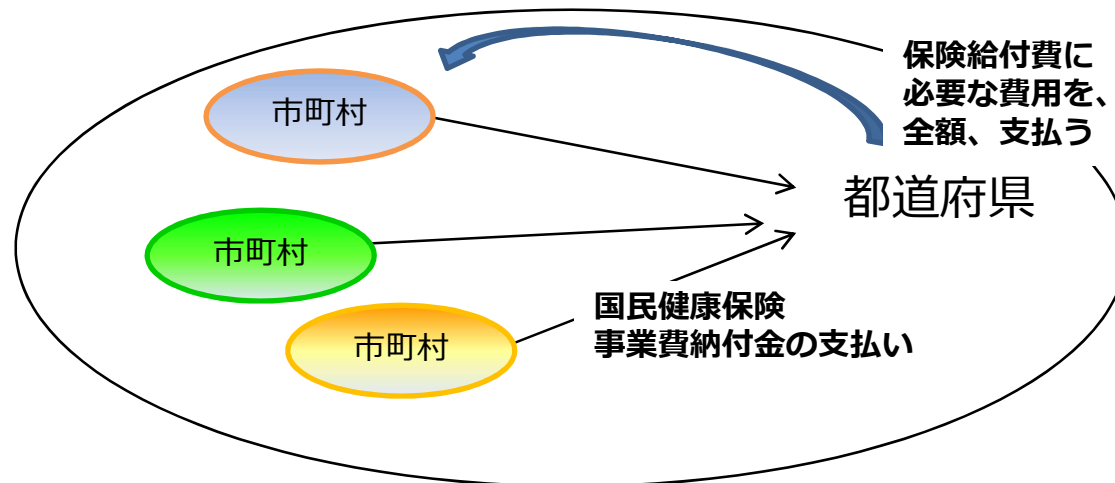 保険給付費に
必要な費用を、
全額、支払う
市町村
都道府県
市町村
国民健康保険
事業費納付金の支払い
市町村